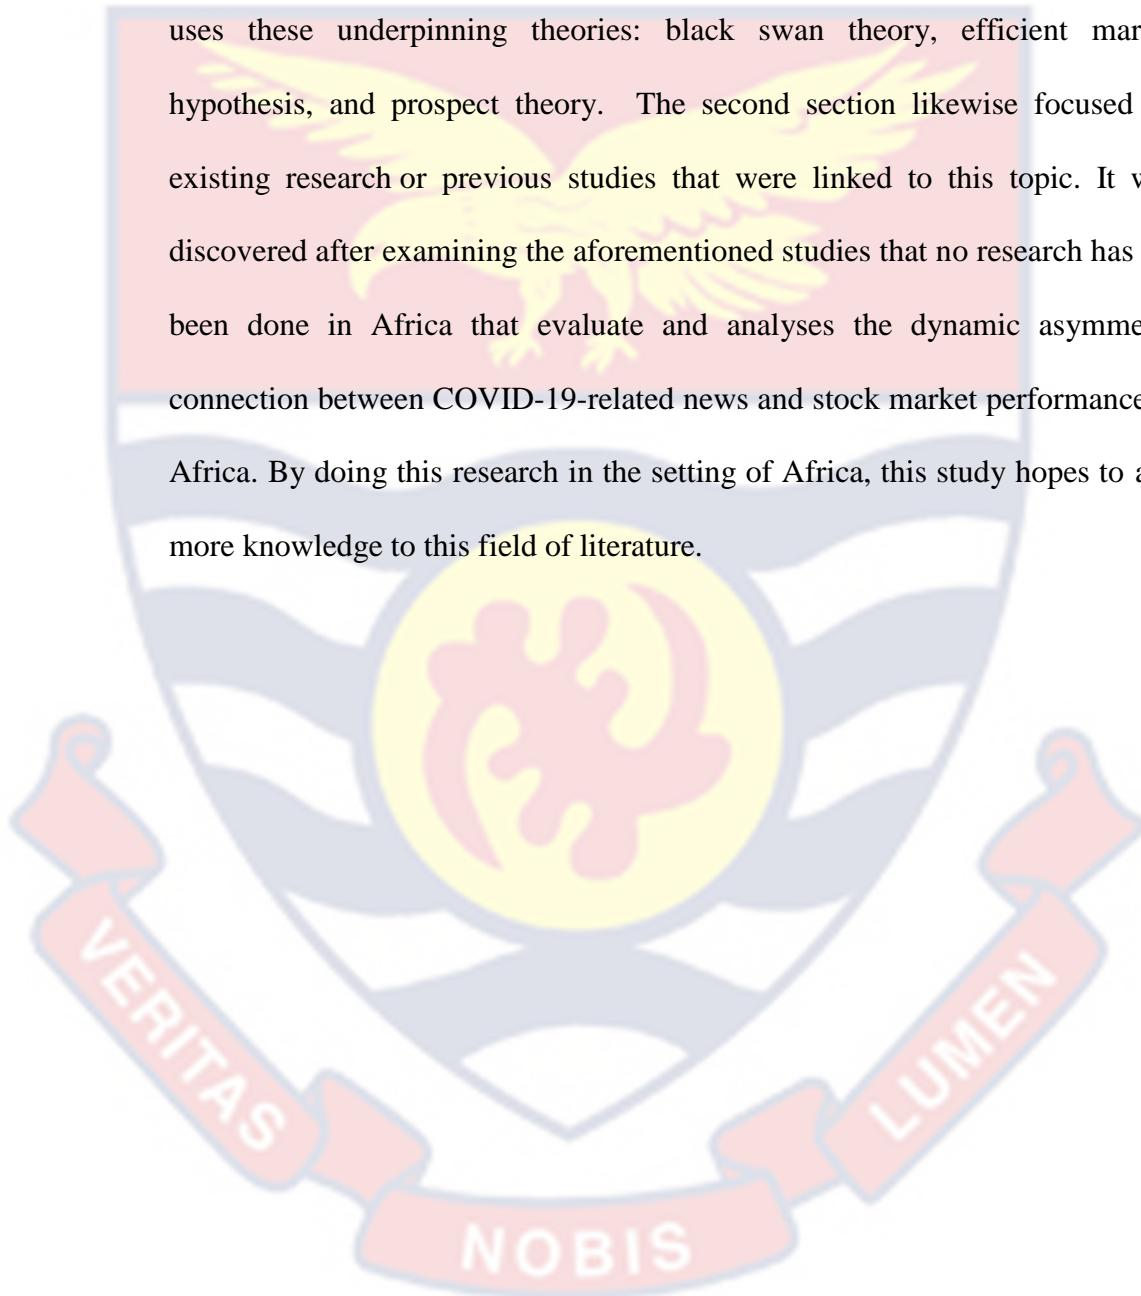 uses these underpinning theories: black swan theory, efficient mar
hypothesis, and prospect theory. The second section likewise focused
existing research or previous studies that were linked to this topic. It w
discovered after examining the aforementioned studies that no research has
been done in Africa that evaluate and analyses the dynamic asymme
connection between COVID-19-related news and stock market performance
Africa. By doing this research in the setting of Africa, this study hopes to a
more knowledge to this field of literature.
VERITAS
NOBIS
LUMEN